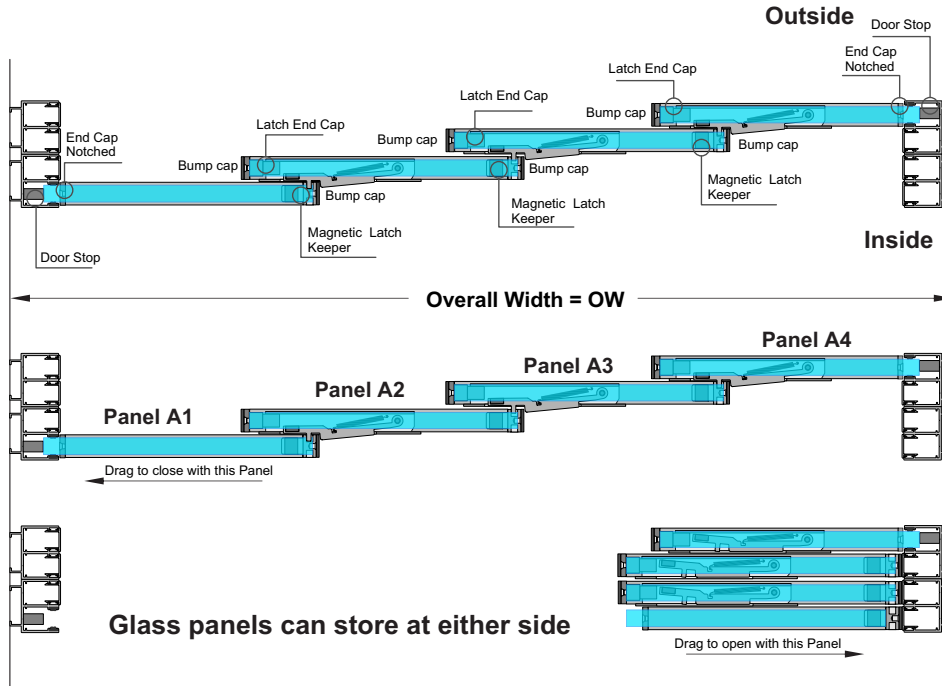 Outside
Door Stop
End Cap
Notched
Latch End Cap
Bump cap
Latch End Cap
Bump cap
Bump cap
Latch End Cap
Bump cap
Bump cap
End Cap
Notched
Bump cap
Magnetic Latch
Keeper
Magnetic Latch
Keeper
Magnetic Latch
Keeper
Door Stop
Inside
Overall Width = OW
Panel A4
Panel A3
Panel A2
Panel A1
Drag to close with this Panel
Glass panels can store at either side
Drag to open with this Panel